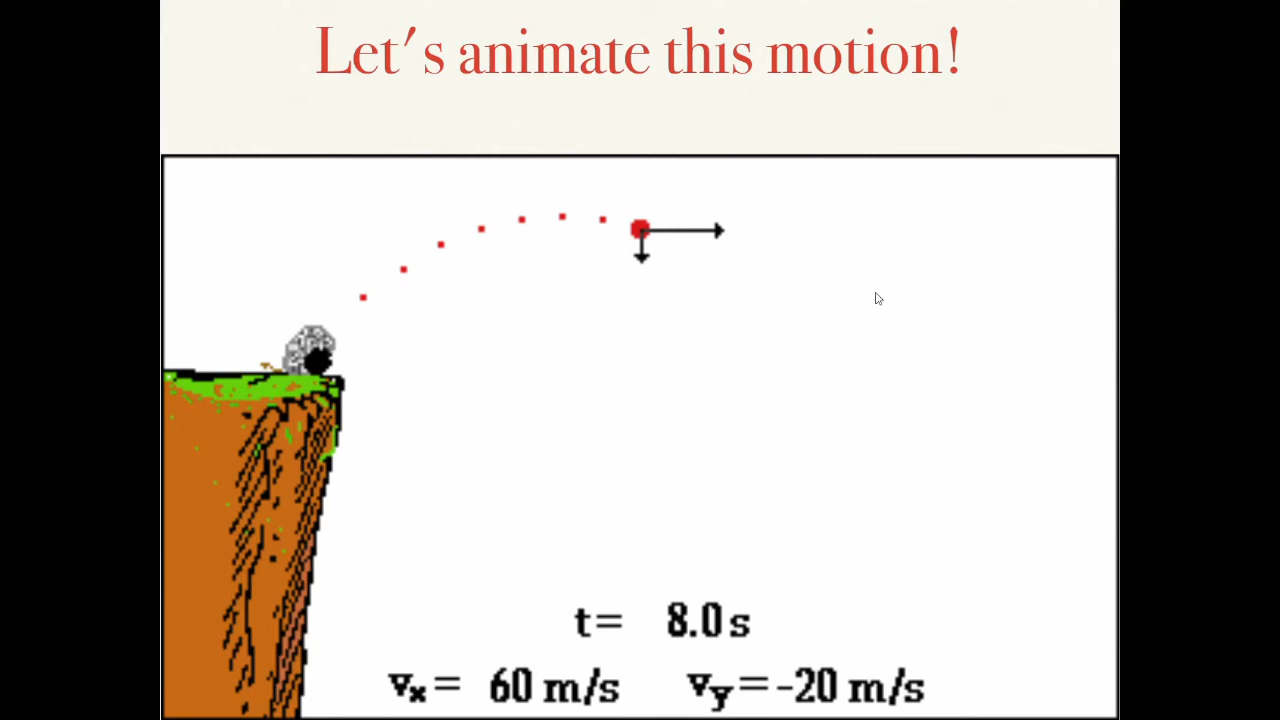 Let's animate this motion!
t= 8.0 s
vx= 60 m/s vy= -20 m/s